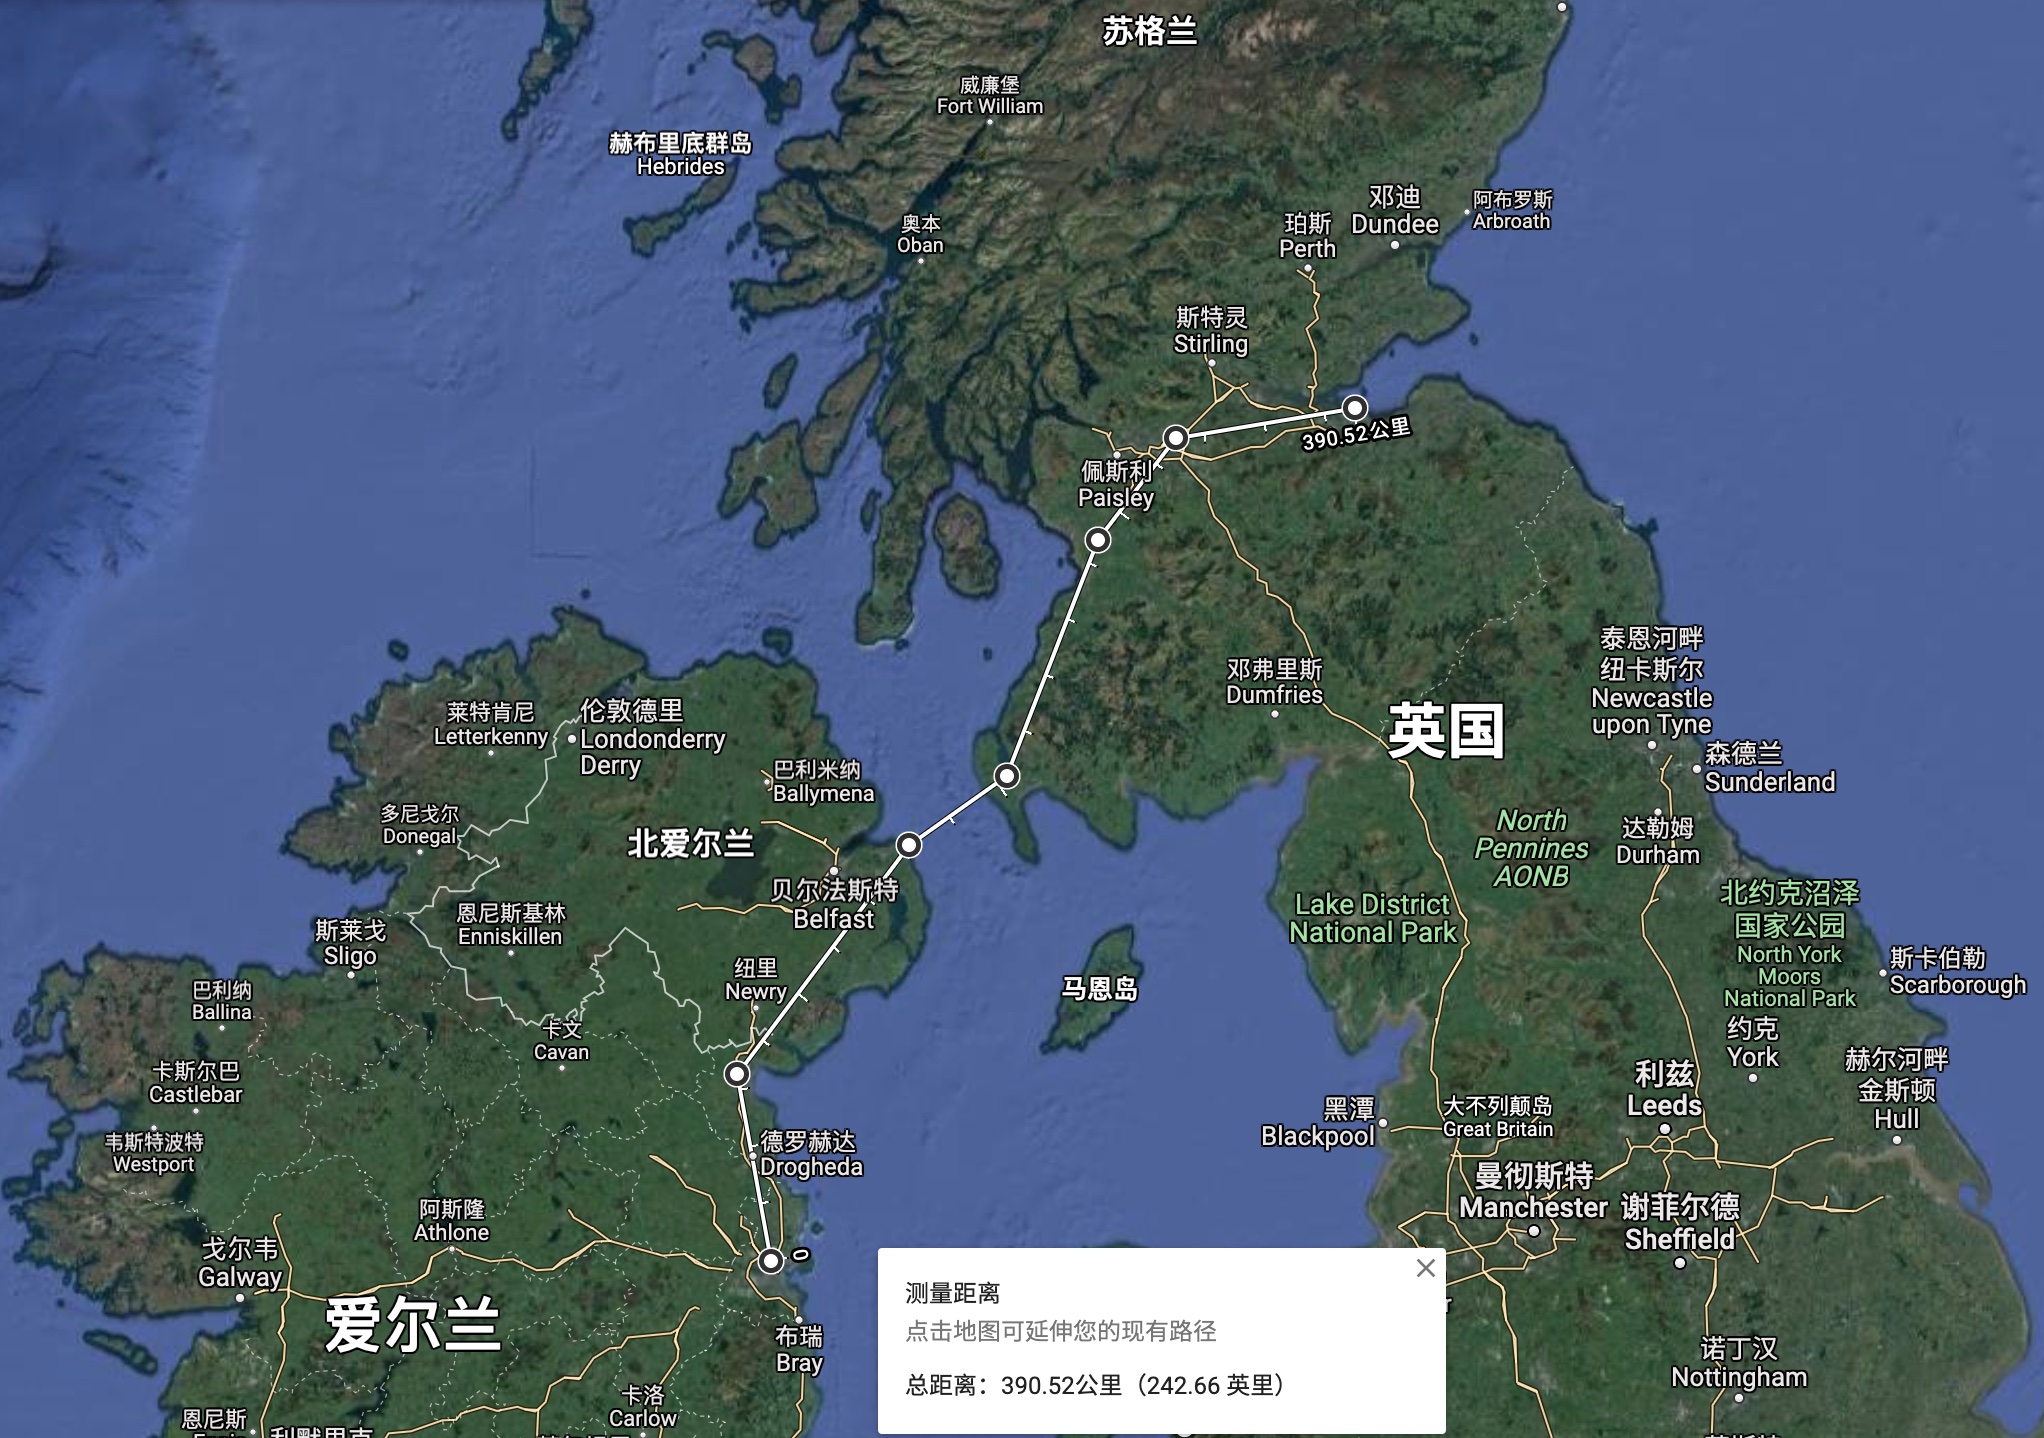 苏格兰
威廉堡
Fort William
赫布里底群岛
Hebrides
邓迪
Dundee
阿布罗斯
Arbroath
珀斯
Perth
奥本
Oban
斯特灵
Stirling
390.52公里
佩斯利
Paisley
泰恩河畔
纽卡斯尔
Newcastle
upon Tyne
邓弗里斯
Dumfries
英国
莱特肯尼
Letterkenny
伦敦德里
Londonderry
Derry
森德兰
Sunderland
巴利米纳
Ballymena
多尼戈尔
Donegal
北爱尔兰
North
Pennines
AONB
达勒姆
Durham
贝尔法斯特
Belfast
Lake District
National Park
北约克沼泽
国家公园
North York
Moors
National Park
恩尼斯基林
Enniskillen
斯莱戈
Sligo
斯卡伯勒
Scarborough
纽里
Newry
马恩岛
巴利纳
Ballina
卡文
Cavan
约克
York
赫尔河畔
金斯顿
Hull
卡斯尔巴
Castlebar
利兹
Leeds
黑潭
Blackpool
大不列颠岛
Great Britain
韦斯特波特
Westport
德罗赫达
Drogheda
曼彻斯特
Manchester
谢菲尔德
Sheffield
阿斯隆
Athlone
戈尔韦
Galway
0
爱尔兰
布瑞
Bray
测量距离
点击地图可延伸您的现有路径
总距离：390.52公里（242.66 英里）
诺丁汉
Nottingham
卡洛
Carlow
恩尼斯